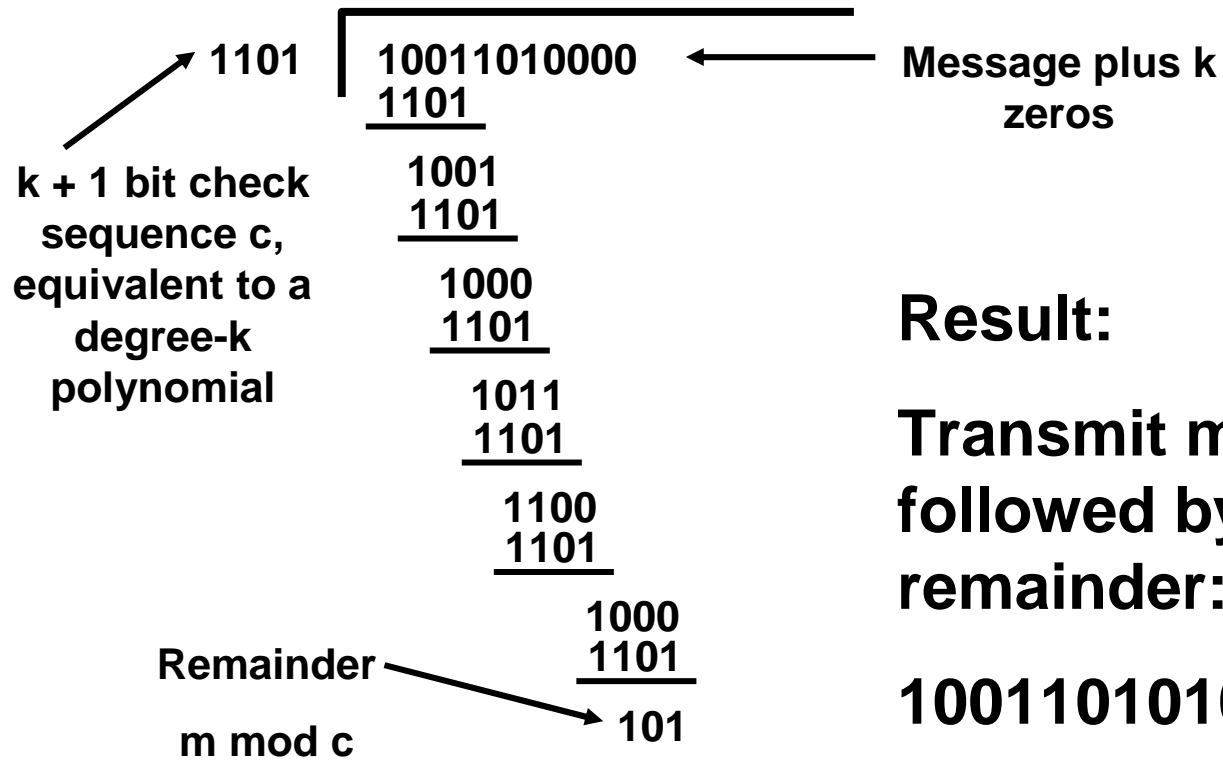 1101
10011010000
Message plus k
zeros
1101
k + 1 bit check
sequence c,
equivalent to a
degree-k
polynomial
1001
1101
1000
1101
1011
1101
1100
1101
1000
1101
101
Remainder
m mod c
Result:
Transmit m
followed by
remainder:
1001101010